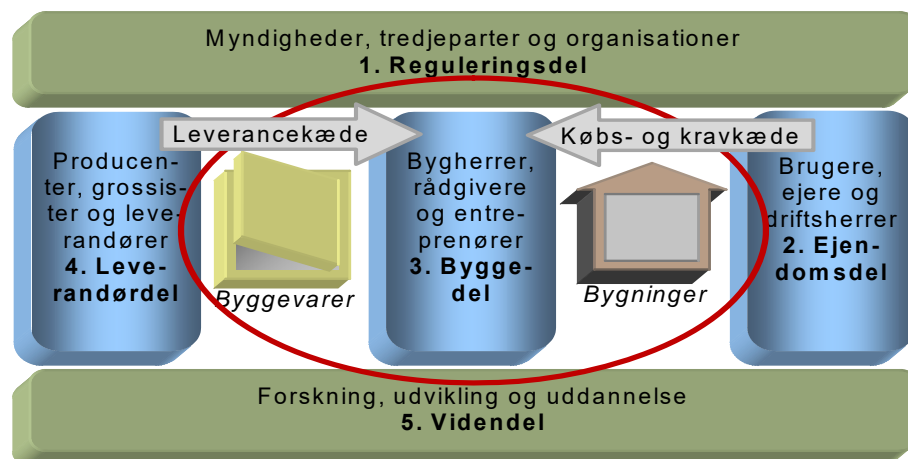 Myndigheder, tredjeparter og organisationer
1. Reguleringsdel
Leverancekæde
Købs- og kravkæde
Producen-
ter, grossis-
ter og leve-
randører
4. Leve-
randørdel
Byggevarer
Bygherrer,
rådgivere
og entre-
prenører
3. Bygge-
del
Bygninger
Brugere,
ejere og
driftsherrer
2. Ejen-
domsdel
Forskning, udvikling og uddannelse
5. Videndel